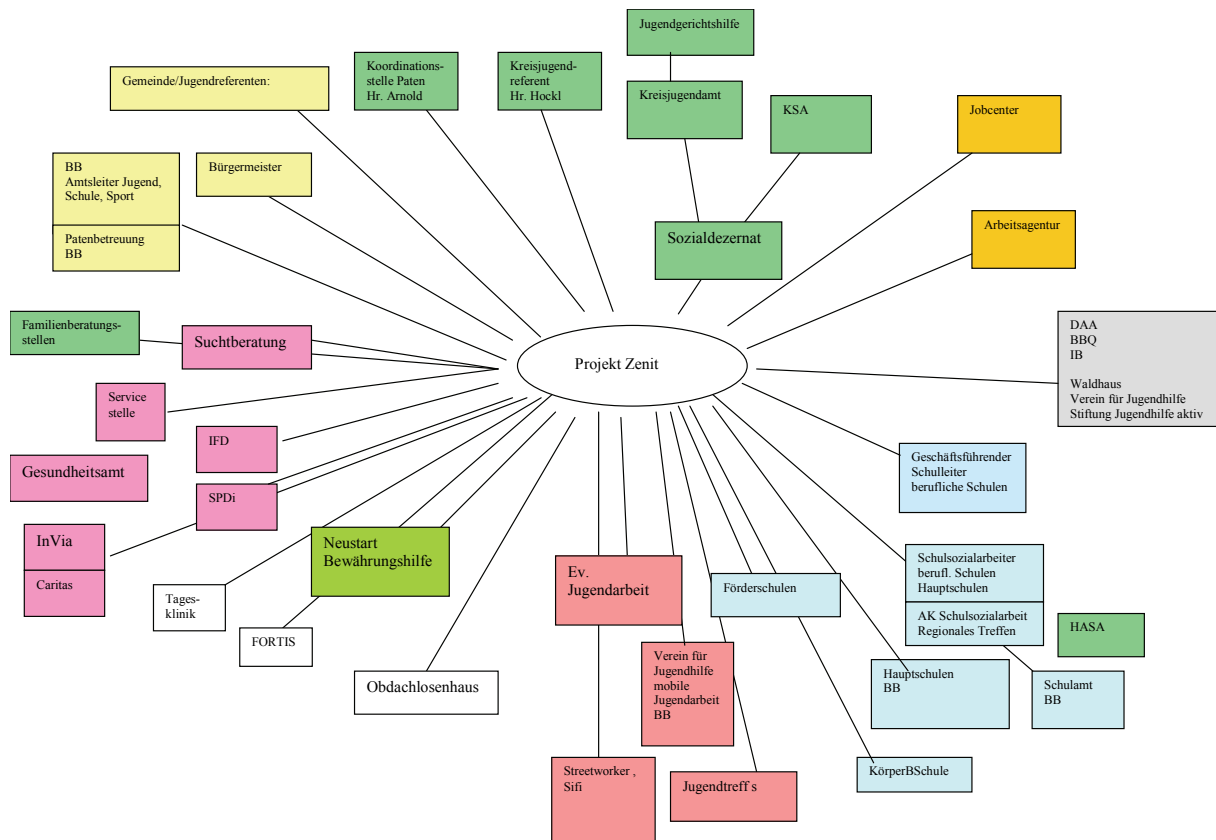 Jugendgerichtshilfe
Koordinations-
stelle Paten
Hr. Arnold
Kreisjugend-
referent
Hr. Hockl
Gemeinde/Jugendreferenten:
Kreisjugendamt
KSA
Jobcenter
BB
Amtsleiter Jugend,
Schule, Sport
Bürgermeister
Patenbetreuung
BB
Sozialdezernat
Arbeitsagentur
Familienberatungs-
stellen
Suchtberatung
Projekt Zenit
DAA
BBQ
IB
Waldhaus
Verein für Jugendhilfe
Stiftung Jugendhilfe aktiv
Service
stelle
IFD
Geschäftsführender
Schulleiter
berufliche Schulen
Gesundheitsamt
SPDi
InVia
Caritas
Neustart
Bewährungshilfe
Ev.
Jugendarbeit
Förderschulen
Schulsozialarbeiter
berufl. Schulen
Hauptschulen
AK Schulsozialarbeit
Regionales Treffen
HASA
Tages-
klinik
FORTIS
Obdachlosenhaus
Verein für
Jugendhilfe
mobile
Jugendarbeit
BB
Hauptschulen
BB
Schulamt
BB
Streetworker ,
Sifi
Jugendtreff s
KörperBSchule